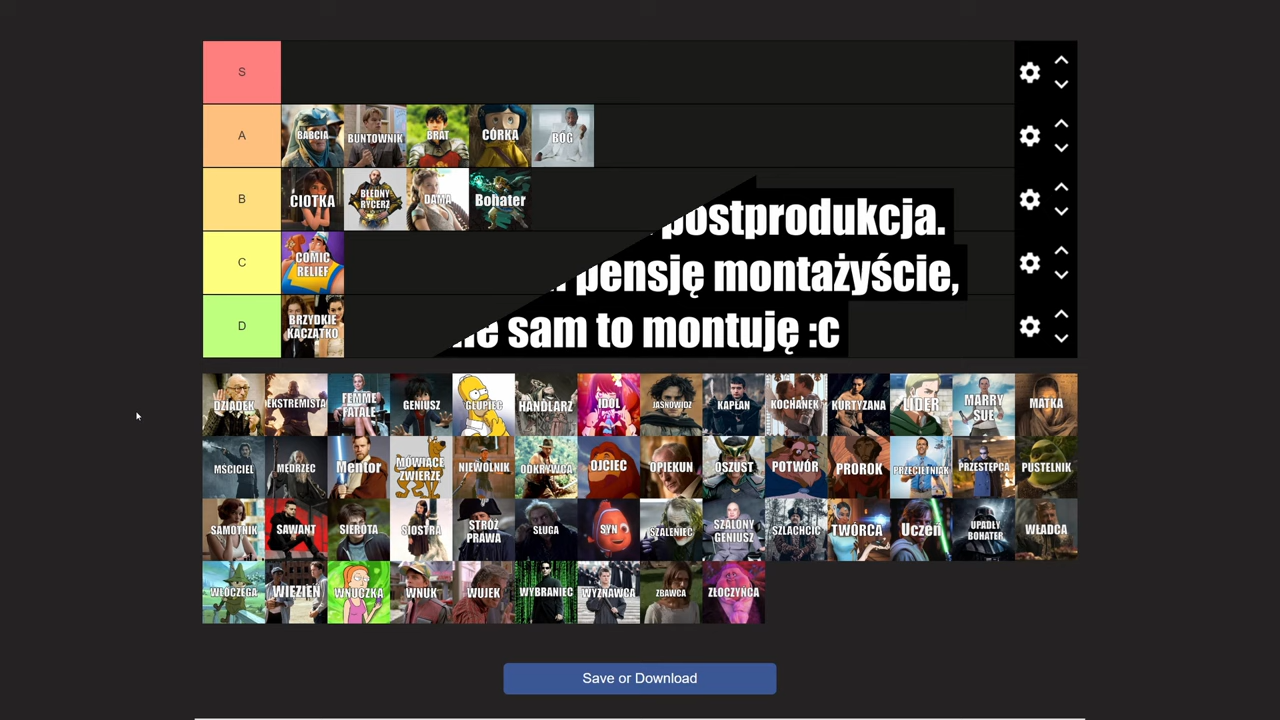 S
A
BABCIA BUNTOWNIK BRAT CÓRKA BÓG
B
CIOTKA BŁĘDNY RYCERZ DAMA Bohater
postprodukcja.
C
COMIC RELIEF
pensję montażyście,
D
BRZYDKIE KACZĄTKO
sam to montuję :c
DZIADEK EKSTREMISTA FEMME FATALE GENIUSZ GŁUPIEC HANDLARZ IDOL JASNOWIDZ KAPŁAN KOCHANEK KURTYZANA LIDER MARRY SUE MATKA
MŚCICIEL MĘDRZEC Mentor MÓWIĄCE ZWIERZĘ NIEWOLNIK ODKRYWCA OJCIEC OPIEKUN OSZUST POTWÓR PROROK PRZECIĘTNIAK PRZESTĘPCA PUSTELNIK
SAMOTNIK SAWANT SIEROTA SIOSTRA STRÓŻ PRAWA SŁUGA SYN SZALENIEC SZALONY GENIUSZ SZLACHCIC TWÓRCA Uczeń UPADŁY BOHATER WŁADCA
WŁÓCZĘGA WIĘZIEŃ WNUCZKA WNUK WUJEK WYBRANIEC WYZNAWCA ZBAWCA ZŁOCZYŃCA
Save or Download